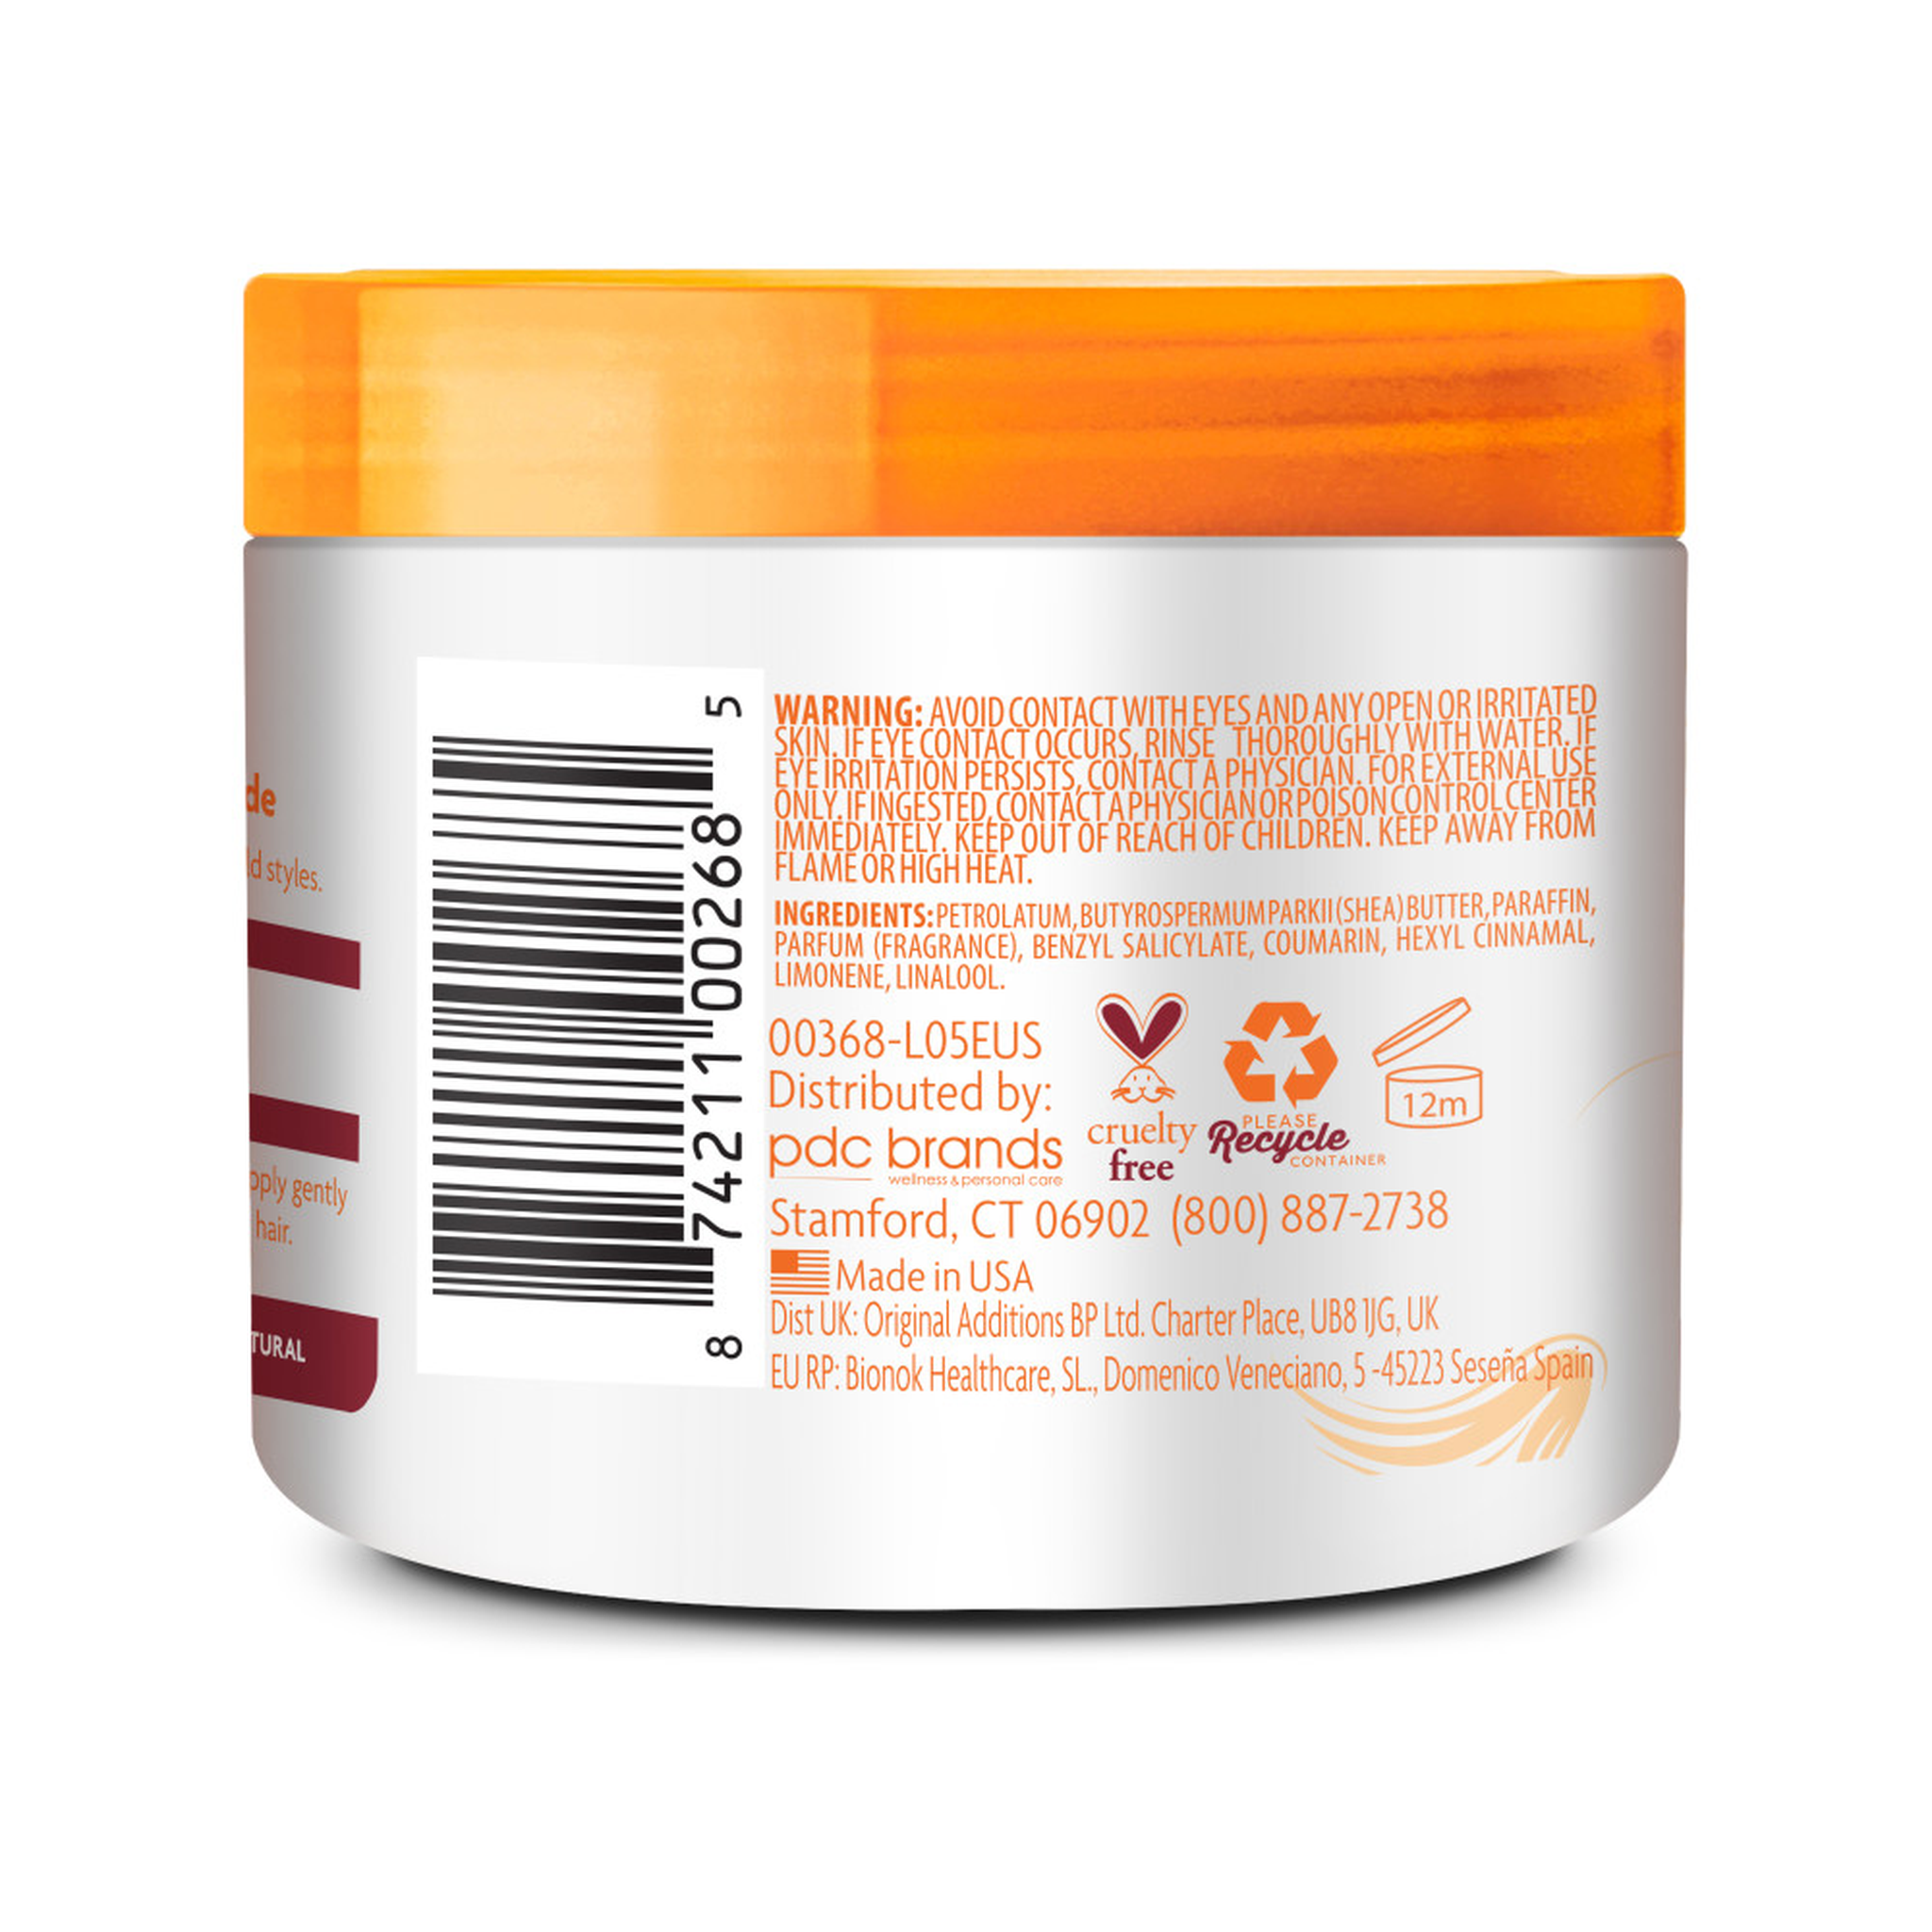 de
ld styles.
pply gently
hair.
TURAL
8 74211 00268 5
WARNING: AVOID CONTACT WITH EYES AND ANY OPEN OR IRRITATED
SKIN. IF EYE CONTACT OCCURS, RINSE THOROUGHLY WITH WATER. IF
EYE IRRITATION PERSISTS, CONTACT A PHYSICIAN. FOR EXTERNAL USE
ONLY. IF INGESTED, CONTACT A PHYSICIAN OR POISON CONTROL CENTER
IMMEDIATELY. KEEP OUT OF REACH OF CHILDREN. KEEP AWAY FROM
FLAME OR HIGH HEAT.
INGREDIENTS: PETROLATUM, BUTYROSPERMUM PARKII (SHEA) BUTTER, PARAFFIN,
PARFUM (FRAGRANCE), BENZYL SALICYLATE, COUMARIN, HEXYL CINNAMAL,
LIMONENE, LINALOOL.
00368-L05EUS
Distributed by:
pdc brands
wellness & personal care
cruelty
free
PLEASE
Recycle
CONTAINER
12m
Stamford, CT 06902 (800) 887-2738
Made in USA
Dist UK: Original Additions BP Ltd. Charter Place, UB8 1JG, UK
EU RP: Bionok Healthcare, SL., Domenico Veneciano, 5 -45223 Seseña Spain